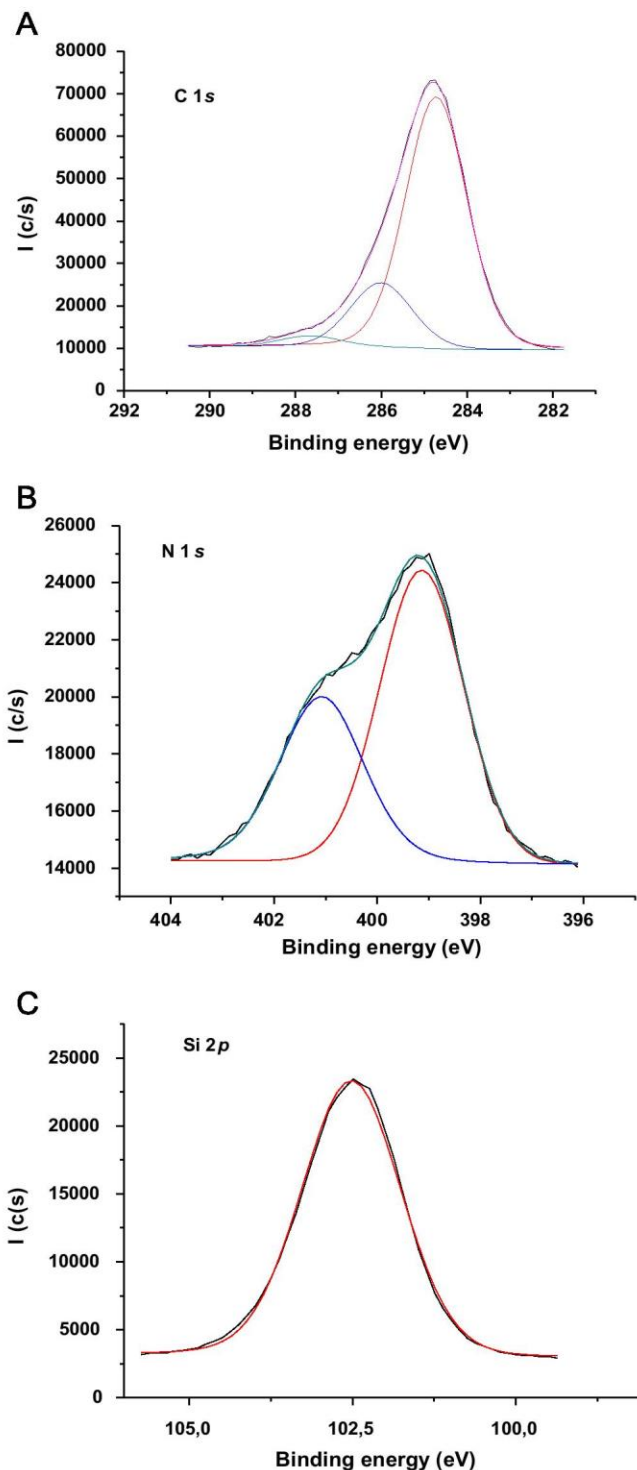 A
80000
C 1s
70000
60000
50000
40000
30000
20000
10000
0
I (c/s)
292 290 288 286 284 282
Binding energy (eV)
B
26000
N 1s
24000
22000
20000
18000
16000
14000
I (c/s)
404 402 400 398 396
Binding energy (eV)
C
Si 2p
25000
20000
15000
10000
5000
0
I (c(s)
105,0 102,5 100,0
Binding energy (eV)